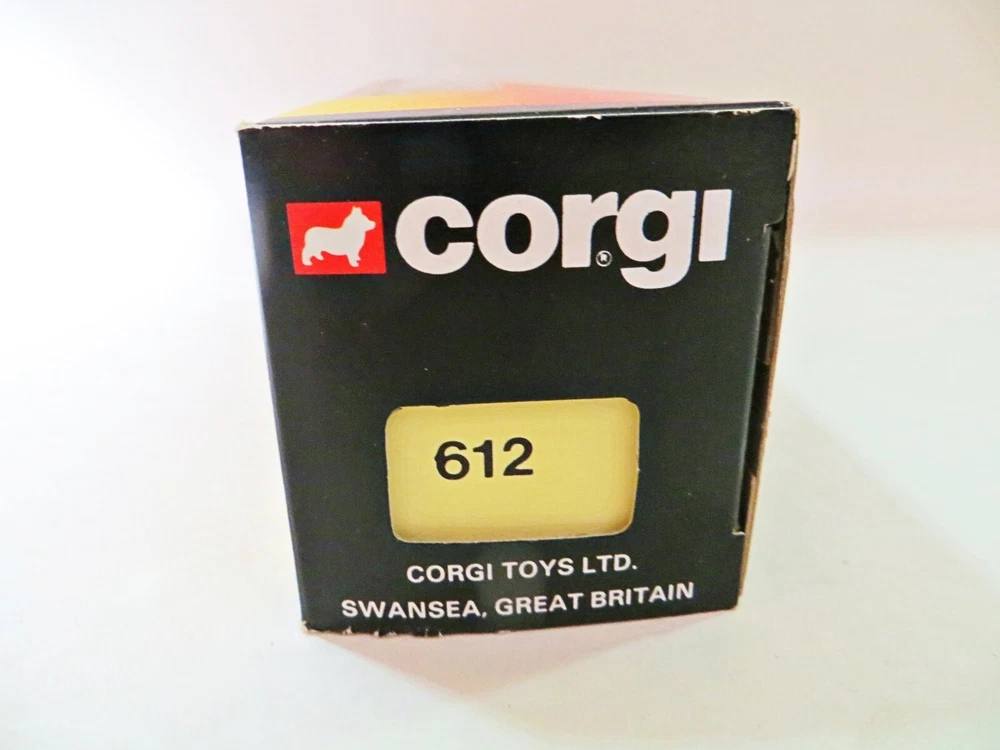 corgi®
612
CORGI TOYS LTD.
SWANSEA, GREAT BRITAIN